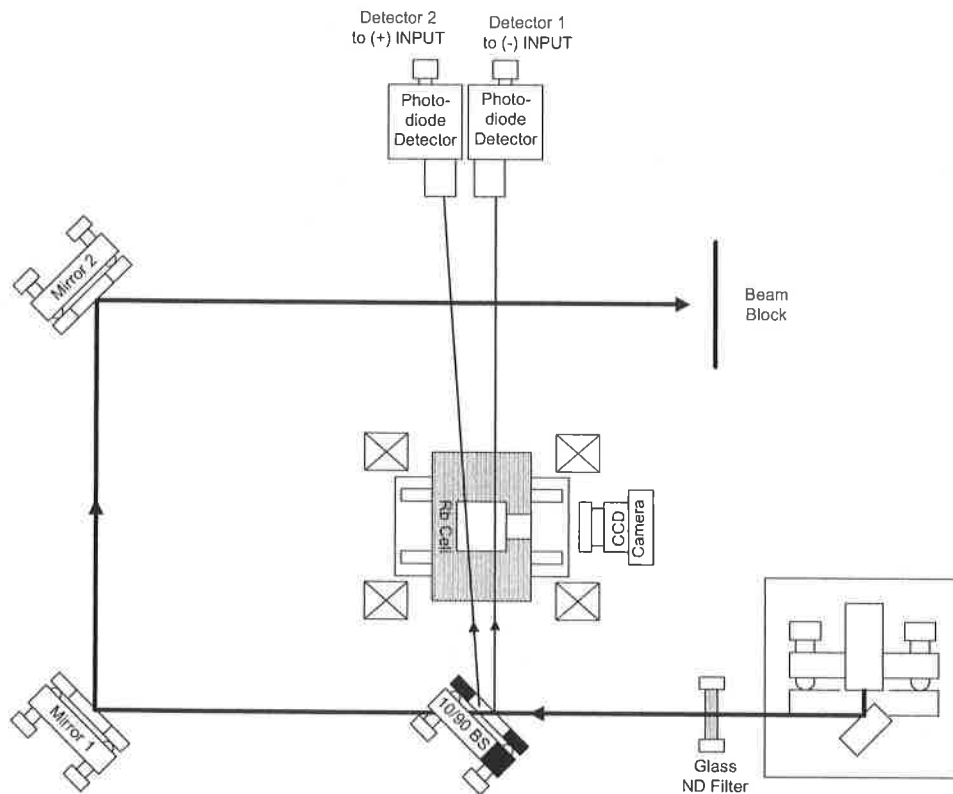 Detector 2
to (+) INPUT
Detector 1
to (-) INPUT
Photo-
diode
Detector
Photo-
diode
Detector
Mirror 2
Beam
Block
Rb Cell
CCD
Camera
Mirror 1
10/90 BS
Glass
ND Filter